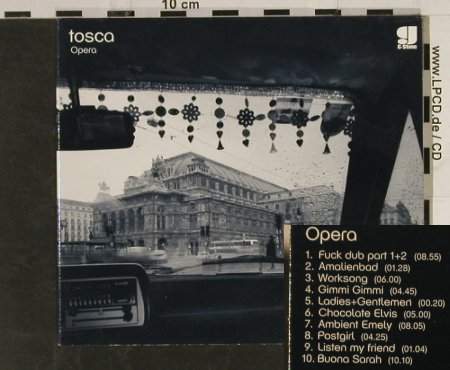 10 cm
tosca
Opera
G-Stone
www.LPCD.de / CD
Opera
1. Fuck dub part 1+2 (08.55)
2. Amalienbad (01.28)
3. Worksong (06.00)
4. Gimmi Gimmi (04.45)
5. Ladies+Gentlemen (00.20)
6. Chocolate Elvis (05.00)
7. Ambient Emely (08.05)
8. Postgirl (04.25)
9. Listen my friend (01.04)
10. Buona Sarah (10.10)